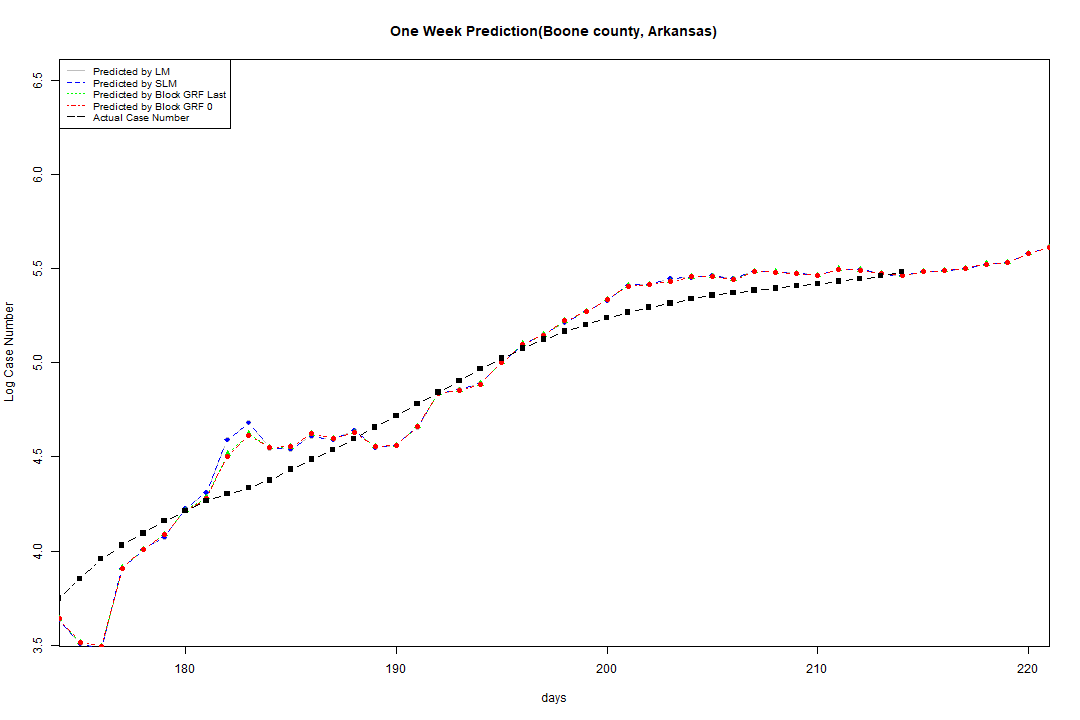 One Week Prediction(Boone county, Arkansas)
Predicted by LM
Predicted by SLM
Predicted by Block GRF Last
Predicted by Block GRF 0
Actual Case Number
6.5
6.0
5.5
5.0
4.5
4.0
3.5
Log Case Number
180 190 200 210 220
days